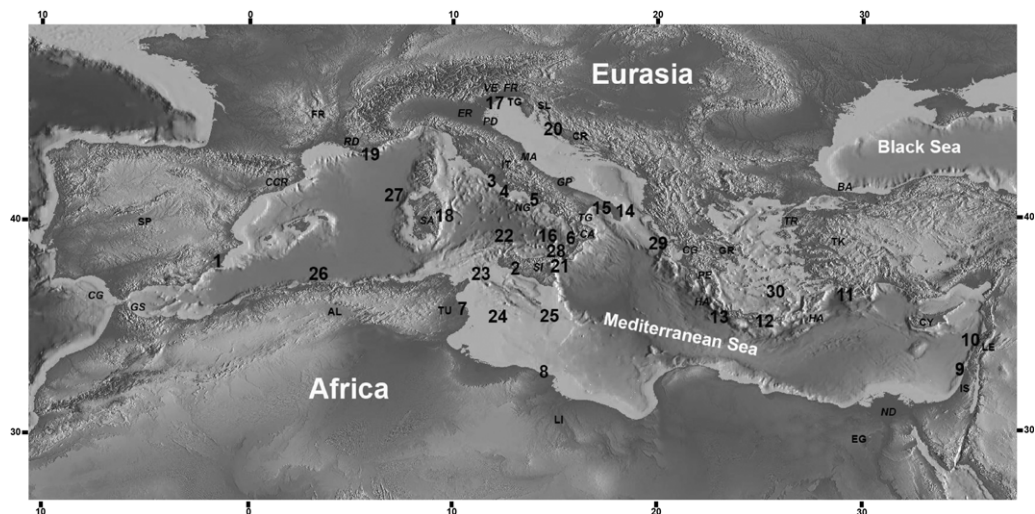 10 0 10 20 30
Eurasia
VE FR
17 TG SL
FR ER PD
20 CR
RD
19
Black Sea
MA
IT
CCR 3 GP BA
27 4
NG 5
40 SP SA 18 15 14 TG TR 40
22 16 6 CA 29 CG GR TK
1 28
26 23 2 SI 21 PE
30 11
CG GS AL TU 7 HA
24 25 13 12 HA CY
Mediterranean Sea
10 LE
8 9
Africa IS
LI ND
30 EG 30
10 0 10 20 30